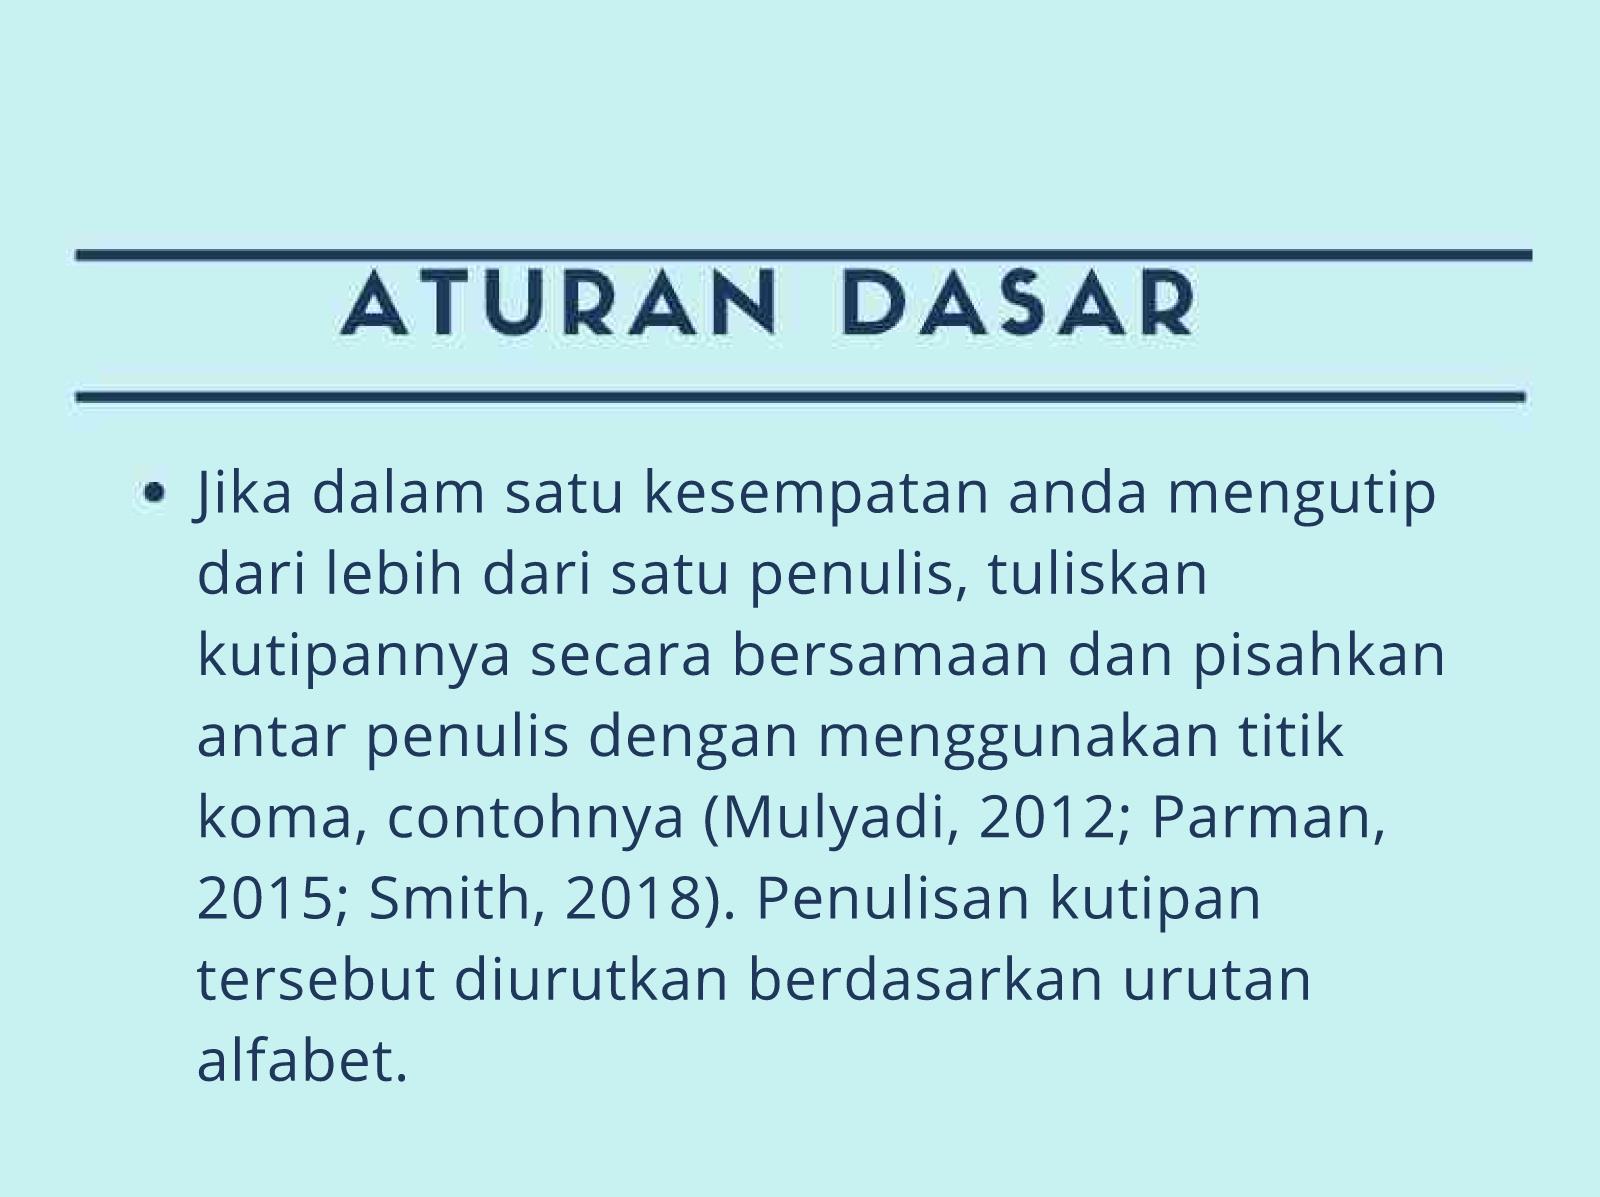 ATURAN DASAR
• Jika dalam satu kesempatan anda mengutip
dari lebih dari satu penulis, tuliskan
kutipannya secara bersamaan dan pisahkan
antar penulis dengan menggunakan titik
koma, contohnya (Mulyadi, 2012; Parman,
2015; Smith, 2018). Penulisan kutipan
tersebut diurutkan berdasarkan urutan
alfabet.